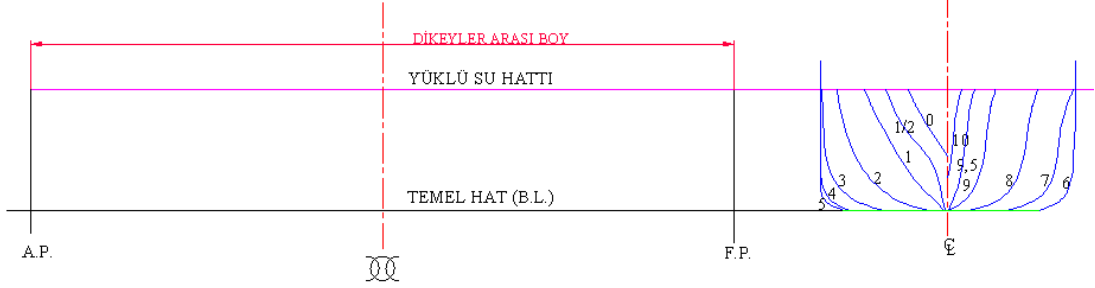 DİKEYLER ARASI BOY
YÜKLÜ SU HATTI
TEMEL HAT (B.L.)
A.P.
F.P.
0
1/2
1
2
3
4
5
10
9,5
9
8
7
6
℄